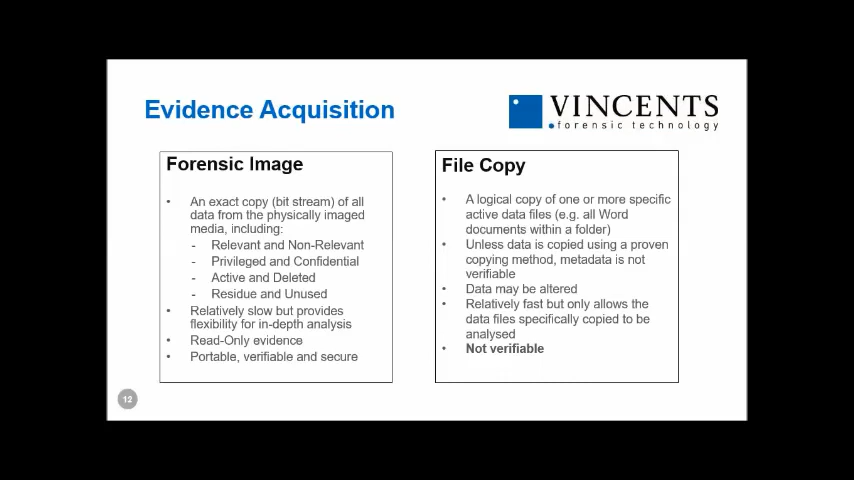 Evidence Acquisition
VINCENTS
forensic technology
Forensic Image
• An exact copy (bit stream) of all
data from the physically imaged
media, including:
- Relevant and Non-Relevant
- Privileged and Confidential
- Active and Deleted
- Residue and Unused
• Relatively slow but provides
flexibility for in-depth analysis
• Read-Only evidence
• Portable, verifiable and secure
File Copy
• A logical copy of one or more specific
active data files (e.g. all Word
documents within a folder)
• Unless data is copied using a proven
copying method, metadata is not
verifiable
• Data may be altered
• Relatively fast but only allows the
data files specifically copied to be
analysed
• Not verifiable
12